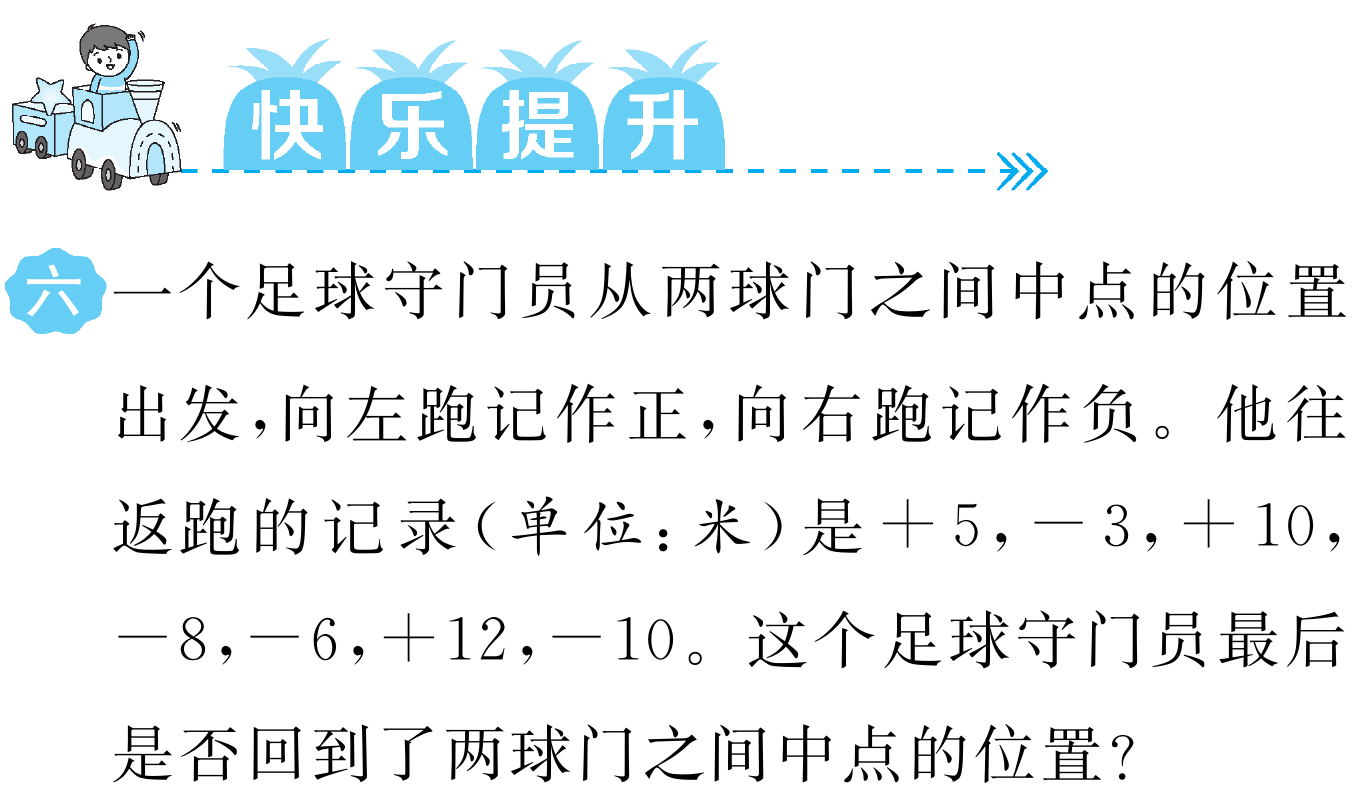 快乐提升
六 一个足球守门员从两球门之间中点的位置
出发,向左跑记作正,向右跑记作负。他往
返跑的记录(单位:米)是+5,-3,+10,
-8,-6,+12,-10。这个足球守门员最后
是否回到了两球门之间中点的位置?